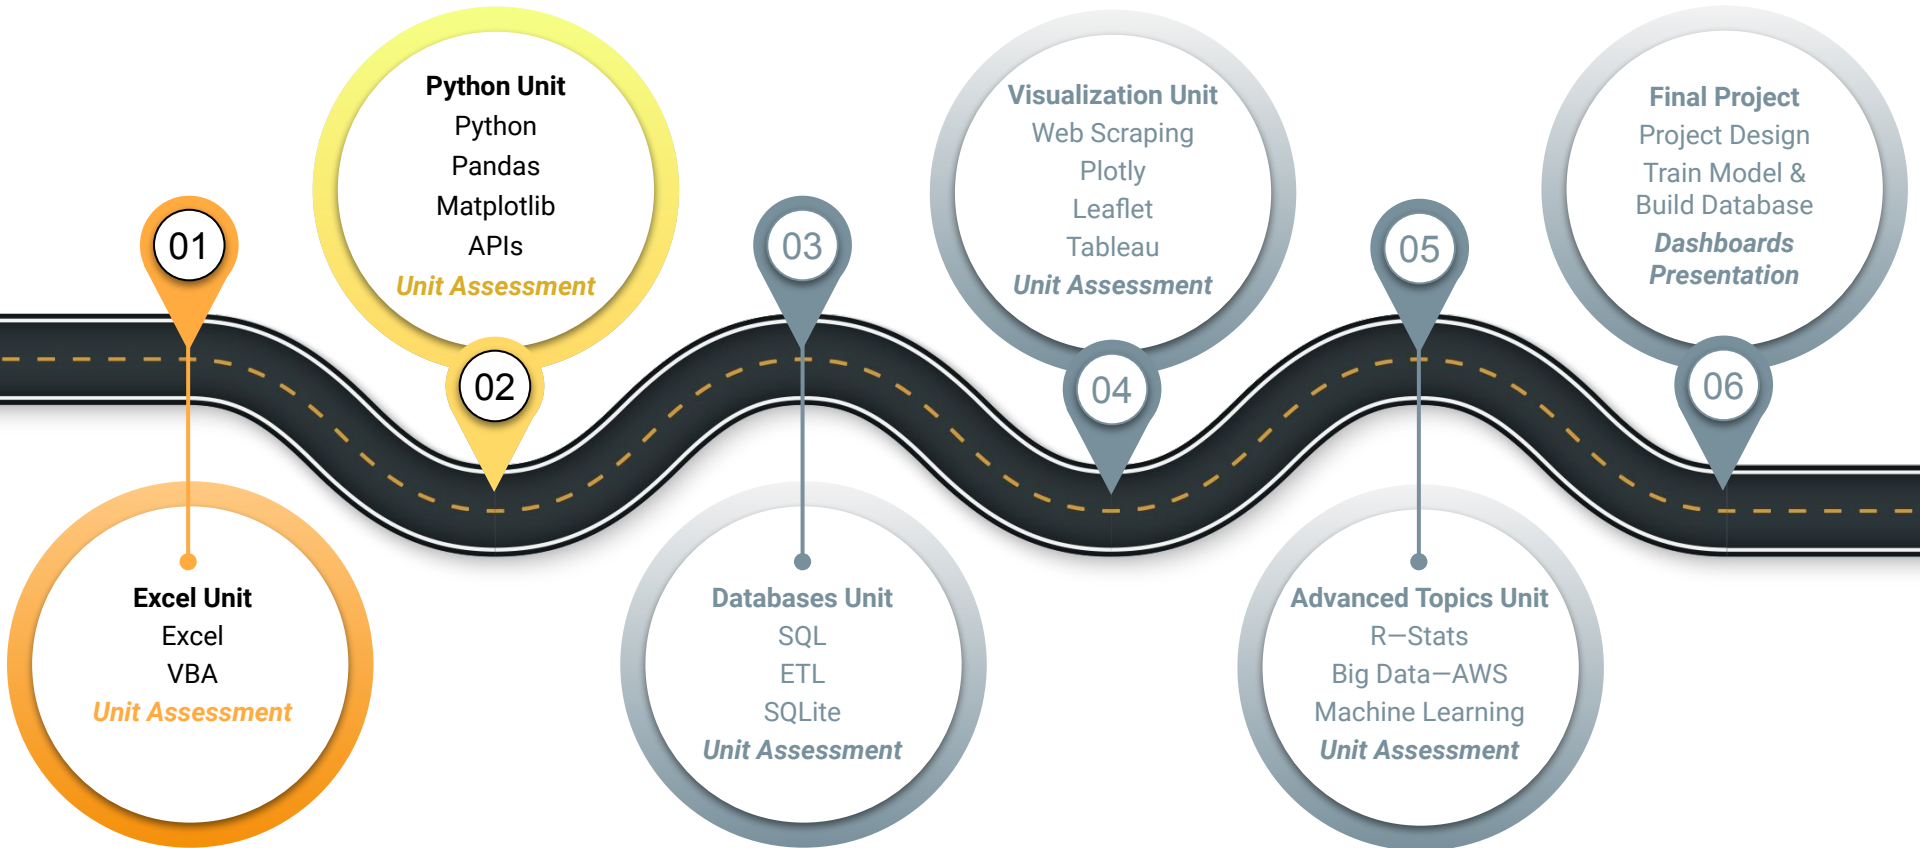 01
Excel Unit
Excel
VBA
Unit Assessment
Python Unit
Python
Pandas
Matplotlib
APIs
Unit Assessment
02
03
Databases Unit
SQL
ETL
SQLite
Unit Assessment
Visualization Unit
Web Scraping
Plotly
Leaflet
Tableau
Unit Assessment
04
05
Advanced Topics Unit
R—Stats
Big Data—AWS
Machine Learning
Unit Assessment
Final Project
Project Design
Train Model &
Build Database
Dashboards
Presentation
06